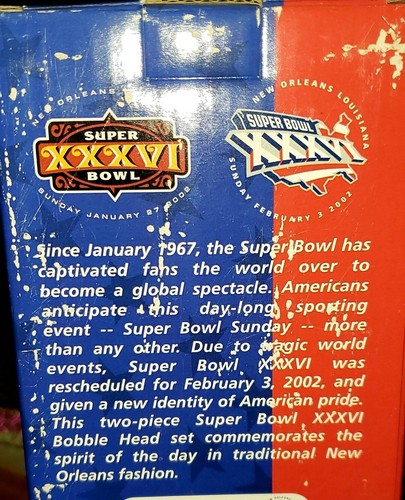 NEW ORLEANS
SUPER
XXXVI
BOWL
SUNDAY JANUARY 27 2002
NEW ORLEANS LOUISIANA
SUPER BOWL
XXXVI
SUNDAY FEBRUARY 3 2002
Since January 1967, the Super Bowl has
captivated fans the world over to
become a global spectacle. Americans
anticipate this day-long sporting
event -- Super Bowl Sunday -- more
than any other. Due to tragic world
events, Super Bowl XXXVI was
rescheduled for February 3, 2002, and
given a new identity of American pride.
This two-piece Super Bowl XXXVI
Bobble Head set commemorates the
spirit of the day in traditional New
Orleans fashion.